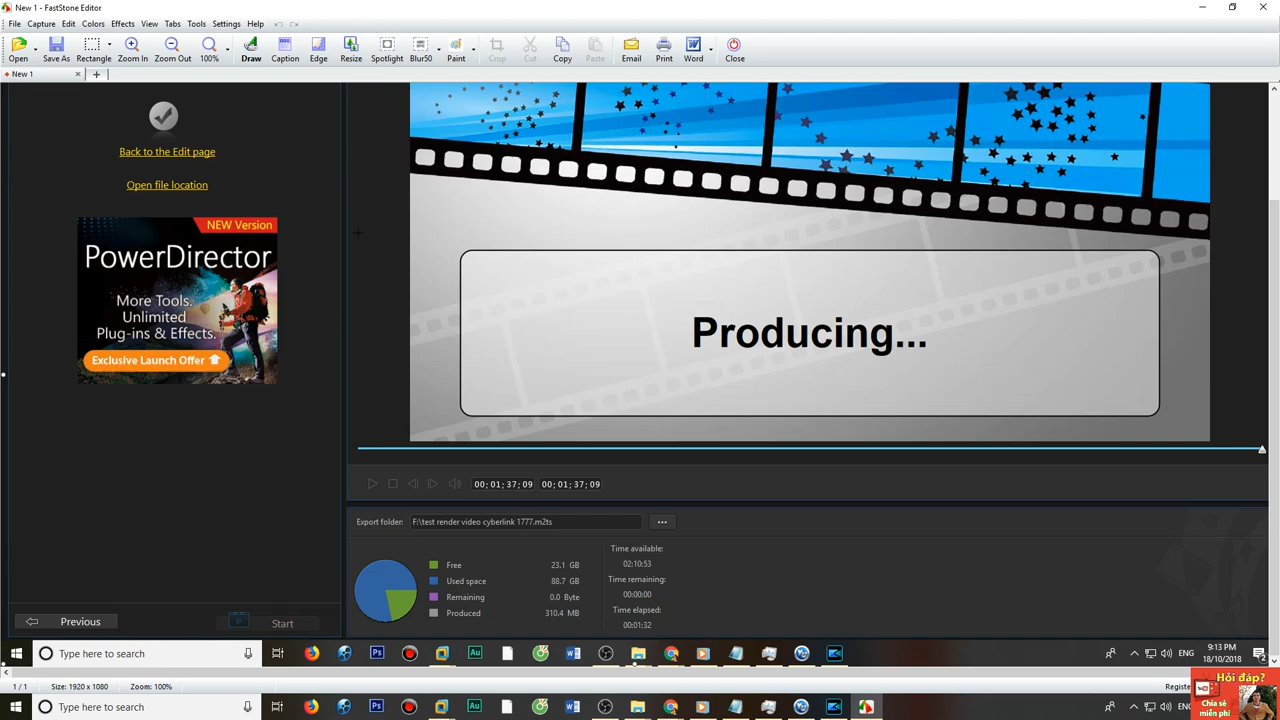 New 1 - FastStone Editor
File Capture Edit Colors Effects View Tabs Tools Settings Help
Open Save As Rectangle Zoom In Zoom Out 100% Draw Caption Edge Resize Spotlight Blur50 Paint Crop Cut Copy Paste Email Print Word Close
New 1
Back to the Edit page
Open file location
NEW Version
PowerDirector
More Tools.
Unlimited
Plug-ins & Effects.
Exclusive Launch Offer
Producing...
00; 01; 37; 09 00; 01; 37; 09
Export folder: F:\test render video cyberlink 1777.m2ts
Free 23.1 GB
Used space 88.7 GB
Remaining 0.0 Byte
Produced 310.4 MB
Time available:
02:10:53
Time remaining:
00:00:00
Time elapsed:
00:01:32
Previous
Start
Type here to search
ENG 9:13 PM
18/10/2018
2
1 / 1 Size: 1920 x 1080 Zoom: 100%
Registe
Hỏi đáp?
Chia sẻ
miễn phí
Type here to search